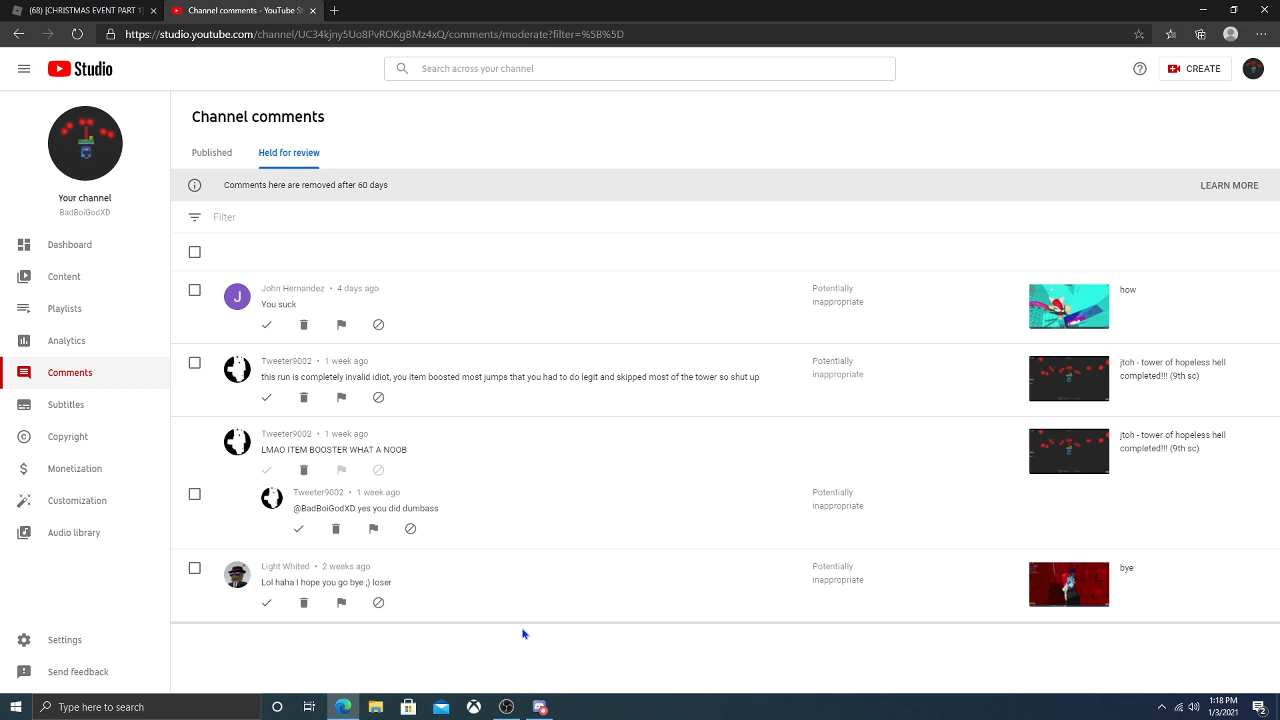 (68) [CHRISTMAS EVENT PART 1]
Channel comments - YouTube St
https://studio.youtube.com/channel/UC34kjny5Uo8PvROKgBMz4xQ/comments/moderate?filter=%5B%5D
Studio
Search across your channel
CREATE
Your channel
BadBoiGodXD
Dashboard
Content
Playlists
Analytics
Comments
Subtitles
Copyright
Monetization
Customization
Audio library
Settings
Send feedback
Channel comments
Published
Held for review
Comments here are removed after 60 days
LEARN MORE
Filter
J
John Hernandez • 4 days ago
You suck
Potentially
inappropriate
how
Tweeter9002 • 1 week ago
this run is completely invalid idiot, you Item boosted most jumps that you had to do legit and skipped most of the tower so shut up
Potentially
inappropriate
jtoh - tower of hopeless hell
completed!!! (9th sc)
Tweeter9002 • 1 week ago
LMAO ITEM BOOSTER WHAT A NOOB
jtoh - tower of hopeless hell
completed!!! (9th sc)
Tweeter9002 • 1 week ago
@BadBoiGodXD yes you did dumbass
Potentially
inappropriate
Light Whited • 2 weeks ago
Lol haha I hope you go bye ;) loser
Potentially
inappropriate
bye
Type here to search
1:18 PM
1/3/2021
2